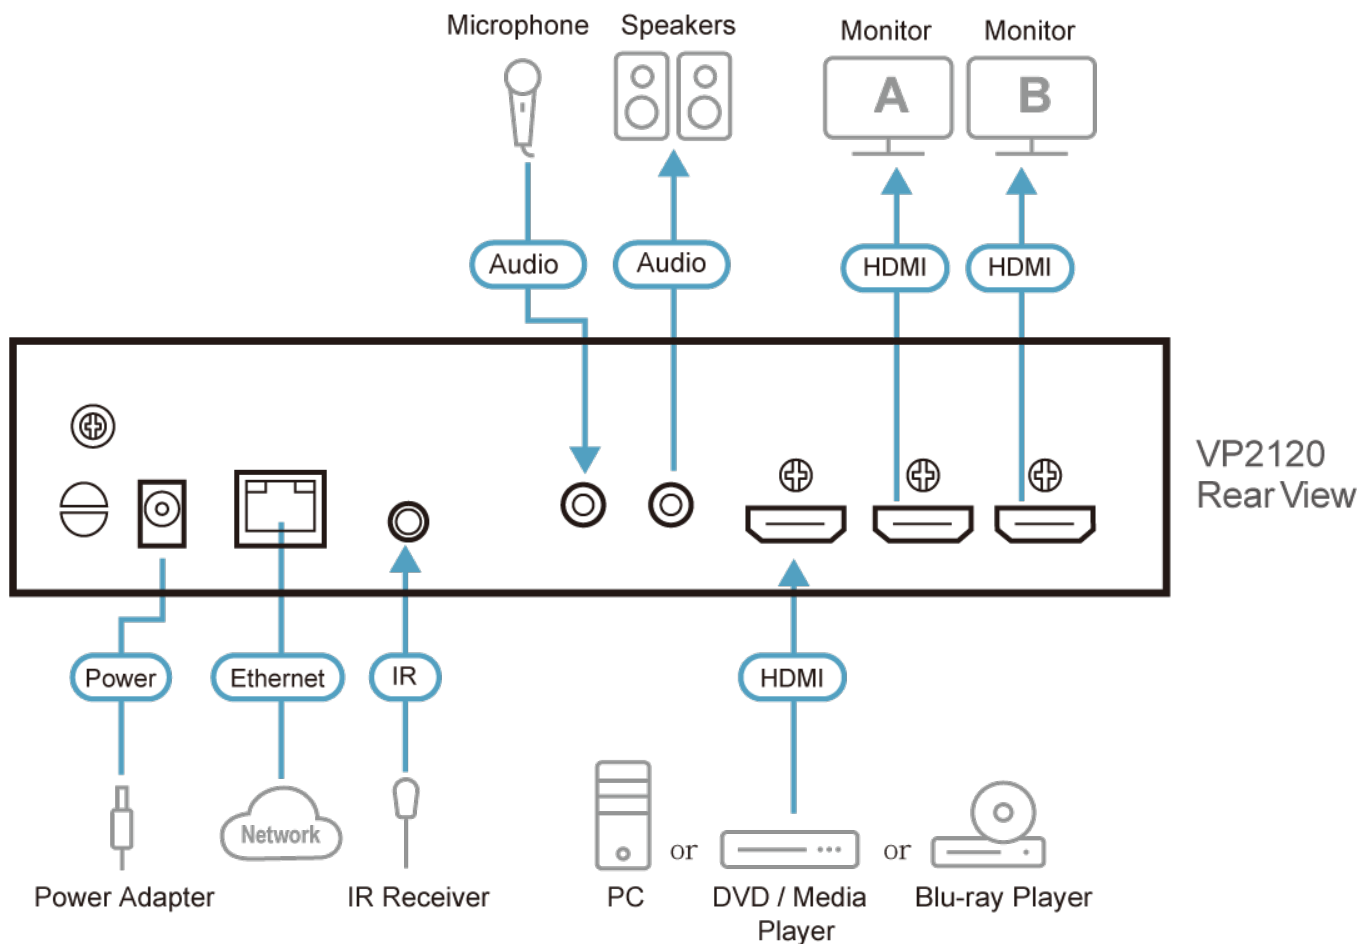 Microphone
Speakers
Monitor
Monitor
A
B
Audio
Audio
HDMI
HDMI
VP2120
Rear View
Power
Ethernet
IR
HDMI
Network
or
or
Power Adapter
IR Receiver
PC
DVD / Media
Player
Blu-ray Player